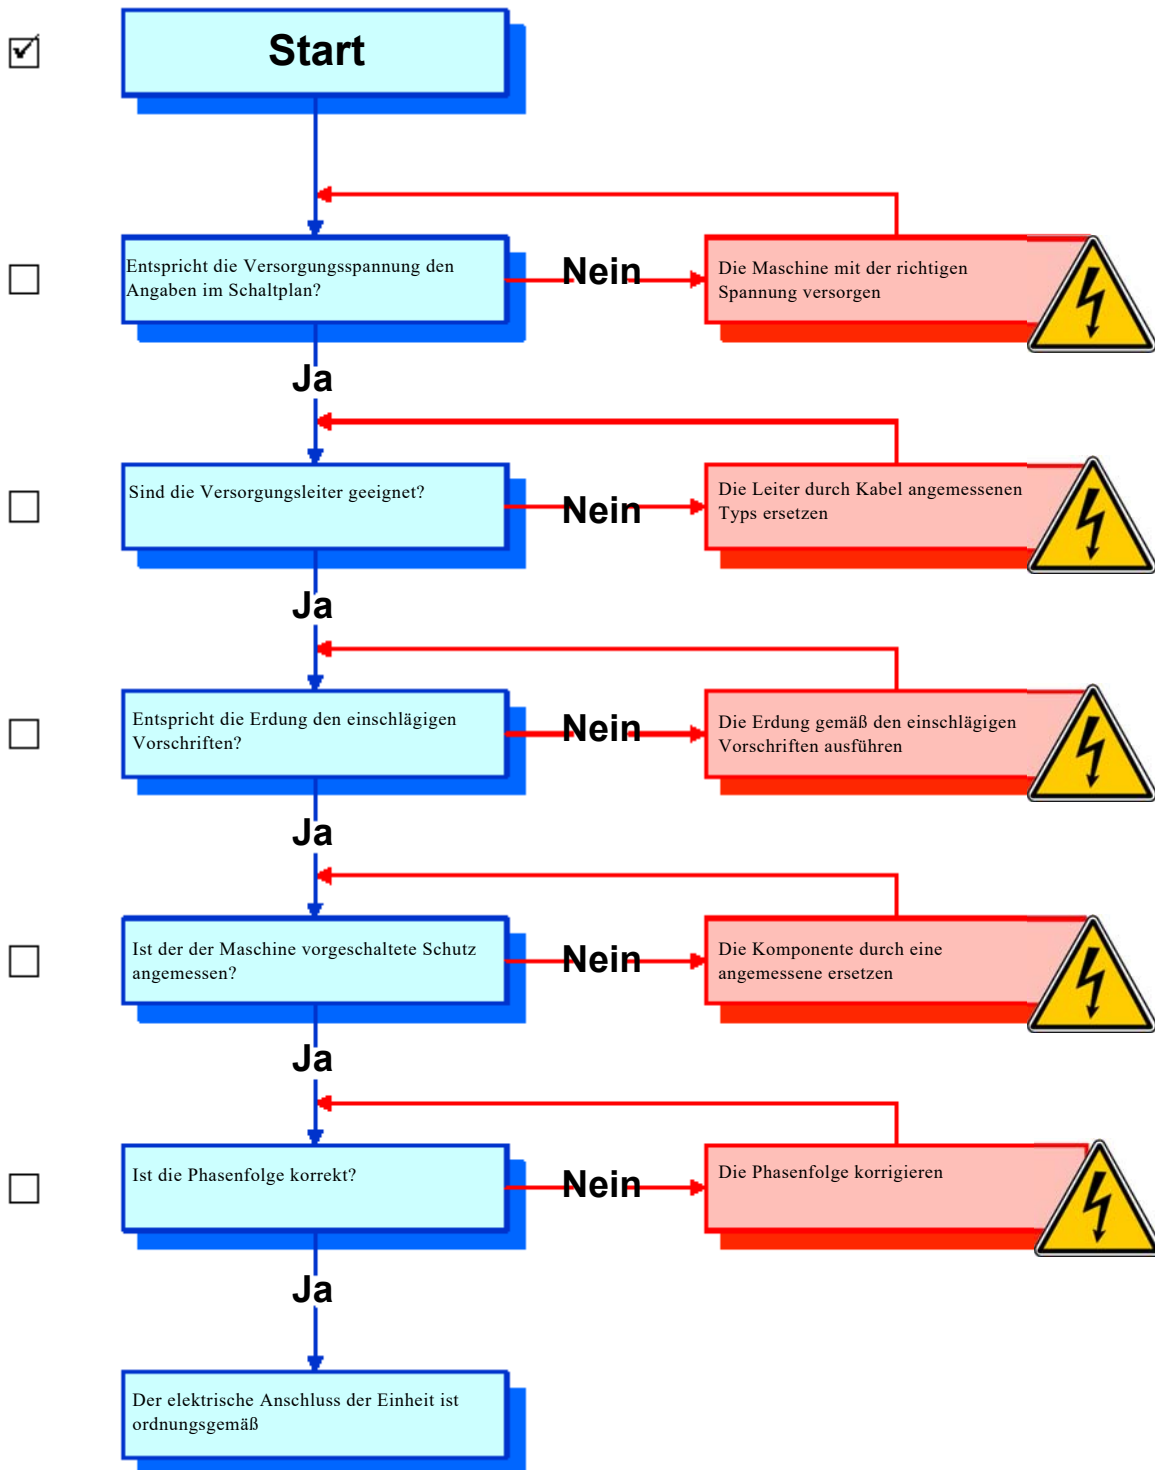 Start
Entspricht die Versorgungsspannung den
Angaben im Schaltplan?
Nein
Die Maschine mit der richtigen
Spannung versorgen
Ja
Sind die Versorgungsleiter geeignet?
Nein
Die Leiter durch Kabel angemessenen
Typs ersetzen
Ja
Entspricht die Erdung den einschlägigen
Vorschriften?
Nein
Die Erdung gemäß den einschlägigen
Vorschriften ausführen
Ja
Ist der der Maschine vorgeschaltete Schutz
angemessen?
Nein
Die Komponente durch eine
angemessene ersetzen
Ja
Ist die Phasenfolge korrekt?
Nein
Die Phasenfolge korrigieren
Ja
Der elektrische Anschluss der Einheit ist
ordnungsgemäß